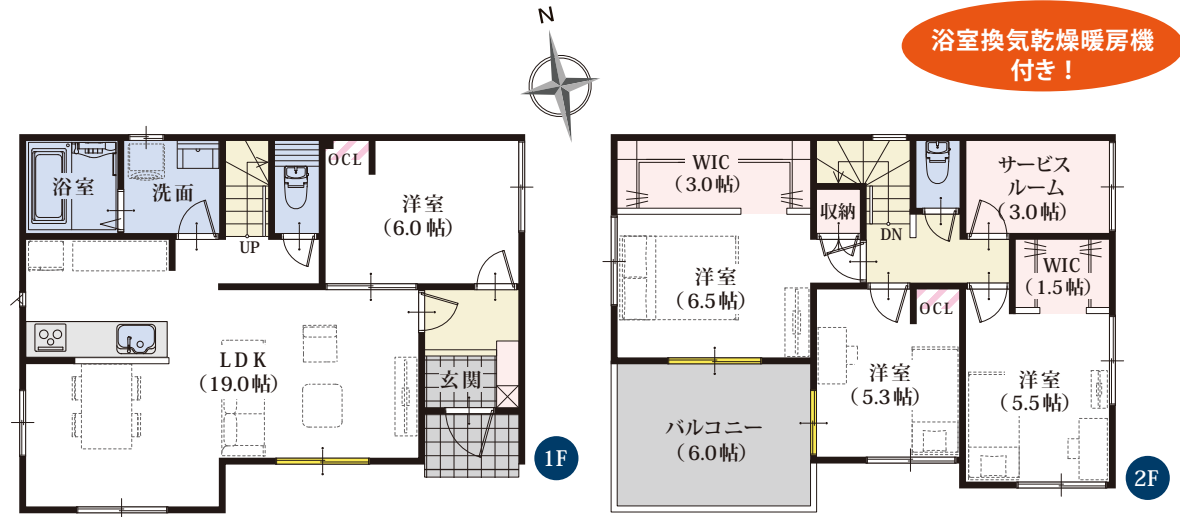 N
浴室換気乾燥暖房機
付き！
浴室
洗面
UP
OCL
洋室
（6.0帖）
LDK
（19.0帖）
玄関
1F
WIC
（3.0帖）
収納
DN
サービス
ルーム
（3.0帖）
WIC
（1.5帖）
洋室
（6.5帖）
OCL
洋室
（5.3帖）
洋室
（5.5帖）
バルコニー
（6.0帖）
2F